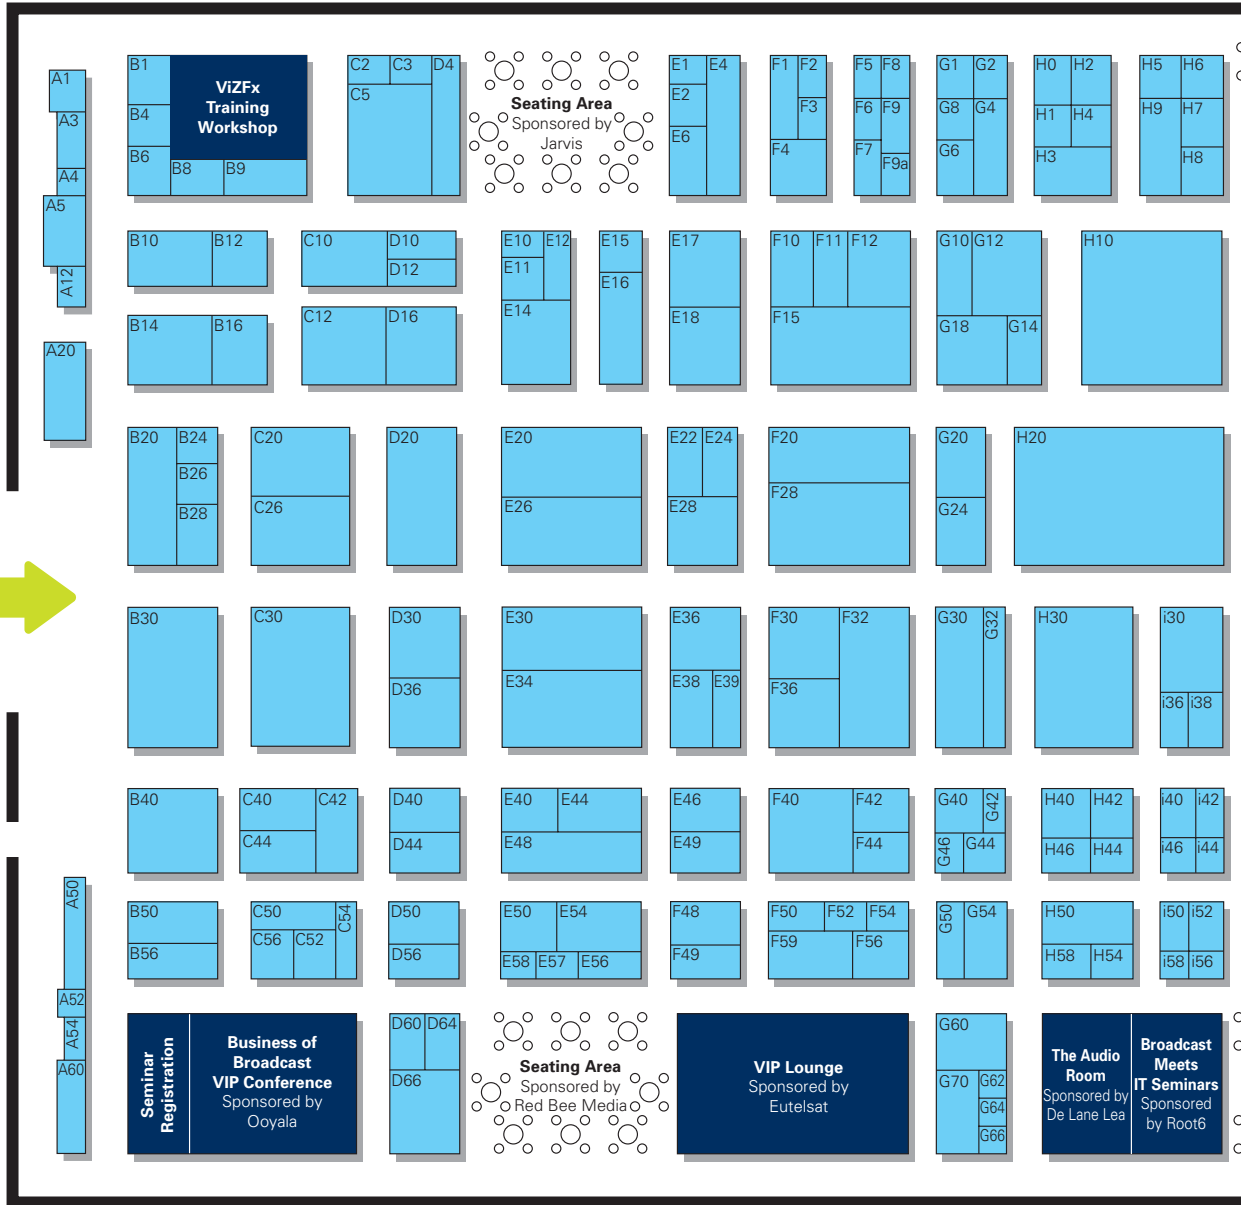 A1
A3
A4
A5
A12
A20
B1
B4
B6
B8
B9
ViZFx
Training
Workshop
C2
C3
D4
C5
Seating Area
Sponsored by
Jarvis
E1
E4
E2
E6
F1
F2
F3
F4
F5
F8
F6
F9
F7
F9a
G1
G2
G8
G4
G6
H0
H2
H1
H4
H3
H5
H6
H9
H7
H8
B10
B12
C10
D10
D12
E10
E12
E11
E14
E15
E16
E17
E18
F10
F11
F12
F15
G10
G12
G18
G14
H10
B14
B16
C12
D16
B20
B24
B26
B28
C20
C26
D20
E20
E26
E22
E24
E28
F20
F28
G20
G24
H20
B30
C30
D30
D36
E30
E34
E36
E38
E39
F30
F32
F36
G30
G32
H30
i30
i36
i38
B40
C40
C42
C44
D40
D44
E40
E44
E48
E46
E49
F40
F42
F44
G40
G42
G46
G44
H40
H42
H46
H44
i40
i42
i46
i44
A50
A52
A54
A60
B50
B56
C50
C54
C56
C52
D50
D56
E50
E54
E58
E57
E56
F48
F49
F50
F52
F54
F59
F56
G50
G54
H50
H58
H54
i50
i52
i58
i56
Seminar
Registration
Business of
Broadcast
VIP Conference
Sponsored by
Ooyala
D60
D64
D66
Seating Area
Sponsored by
Red Bee Media
VIP Lounge
Sponsored by
Eutelsat
G60
G70
G62
G64
G66
The Audio
Room
Sponsored by
De Lane Lea
Broadcast
Meets
IT Seminars
Sponsored
by Root6